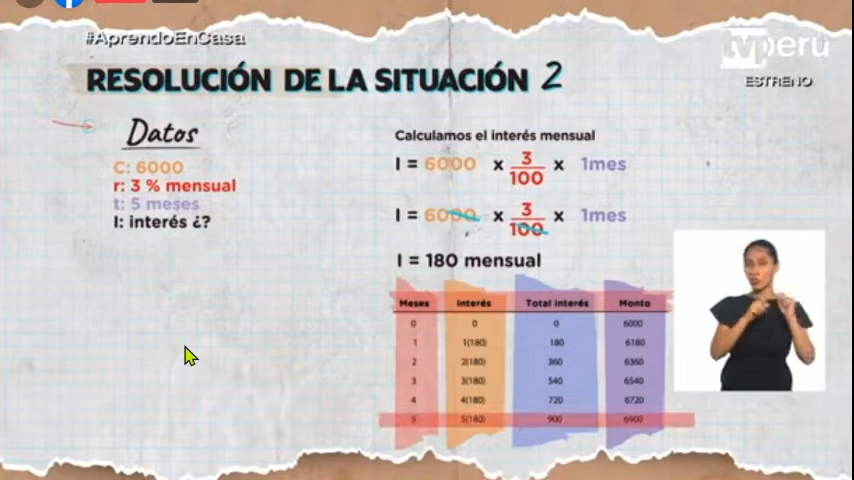 #AprendoEnCasa
tvperú
ESTRENO
RESOLUCIÓN DE LA SITUACIÓN 2
Datos
C: 6000
r: 3 % mensual
t: 5 meses
I: interés ¿?
Calculamos el interés mensual
I = 6000 x 3/100 x 1mes
I = 6000 x 3/100 x 1mes
I = 180 mensual
Meses Interés Total interés Monto
0 0 0 6000
1 1(180) 180 6180
2 2(180) 360 6360
3 3(180) 540 6540
4 4(180) 720 6720
5 5(180) 900 6900